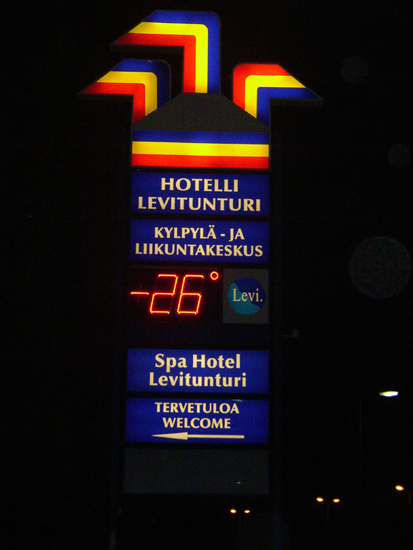 HOTELLI
LEVITUNTURI
KYLPYLÄ - JA
LIIKUNTAKESKUS
-26°
Levi.
Spa Hotel
Levitunturi
TERVETULOA
WELCOME